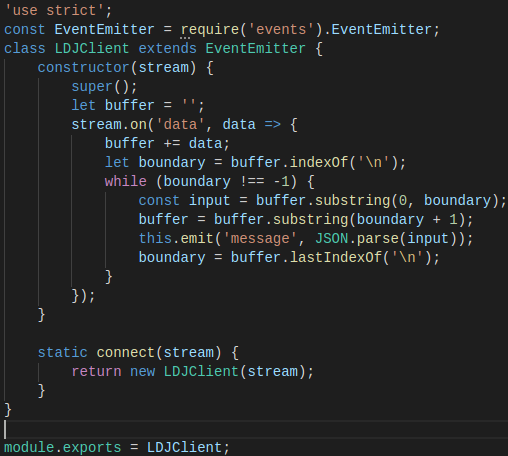 'use strict';
const EventEmitter = require('events').EventEmitter;
class LDJClient extends EventEmitter {
    constructor(stream) {
        super();
        let buffer = '';
        stream.on('data', data => {
            buffer += data;
            let boundary = buffer.indexOf('\n');
            while (boundary !== -1) {
                const input = buffer.substring(0, boundary);
                buffer = buffer.substring(boundary + 1);
                this.emit('message', JSON.parse(input));
                boundary = buffer.lastIndexOf('\n');
            }
        });
    }

    static connect(stream) {
        return new LDJClient(stream);
    }
}

module.exports = LDJClient;